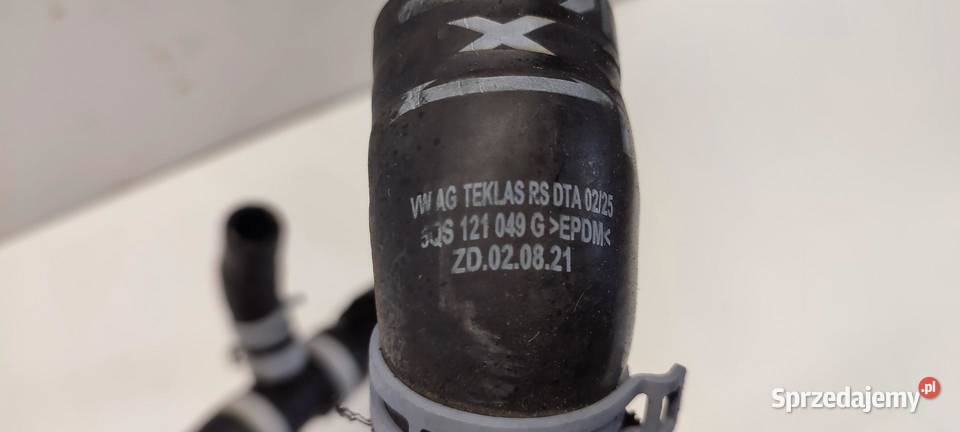 X
VW AG TEKLAS RS DTA 02/25
5QS 121 049 G >EPDM<
ZD.02.08.21
Sprzedajemy .pl